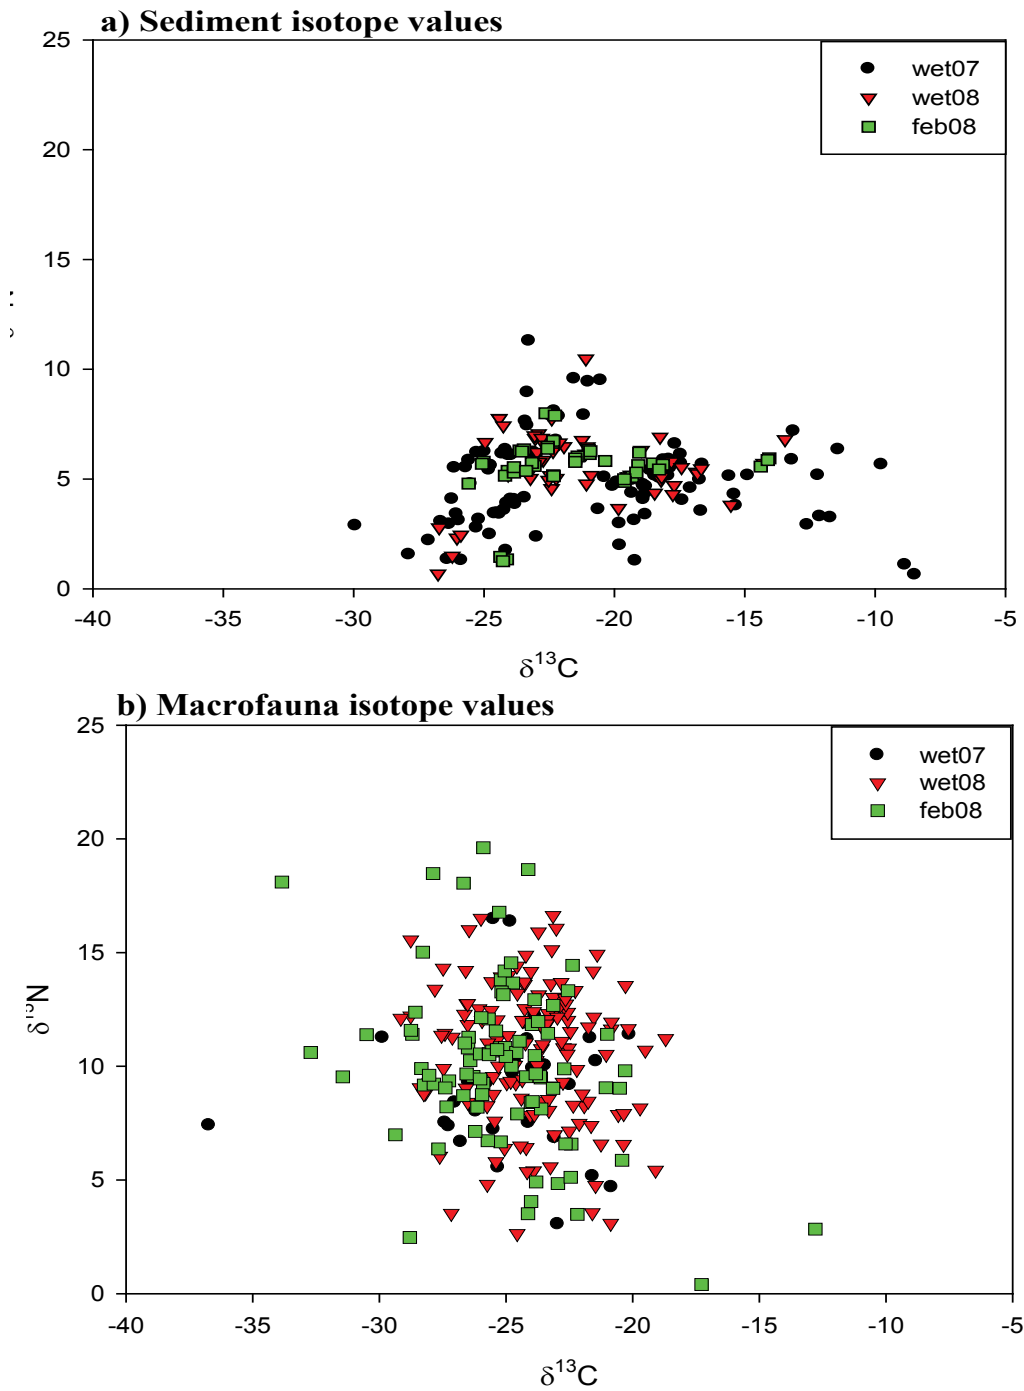 a) Sediment isotope values
25
20
15
10
5
0
wet07
wet08
feb08
-40 -35 -30 -25 -20 -15 -10 -5
δ¹³C
b) Macrofauna isotope values
25
20
15
10
5
0
δ¹⁵N
wet07
wet08
feb08
-40 -35 -30 -25 -20 -15 -10 -5
δ¹³C